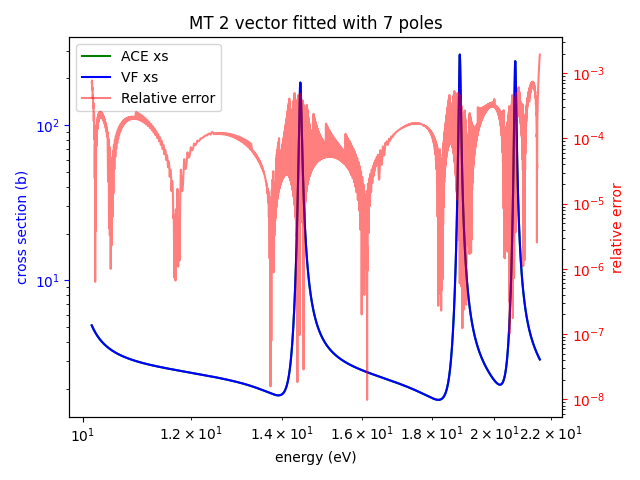 MT 2 vector fitted with 7 poles
ACE xs
VF xs
Relative error
cross section (b)
10²
10¹
10⁻³
10⁻⁴
10⁻⁵
10⁻⁶
10⁻⁷
10⁻⁸
relative error
10¹ 1.2 × 10¹ 1.4 × 10¹ 1.6 × 10¹ 1.8 × 10¹ 2 × 10¹ 2.2 × 10¹
energy (eV)